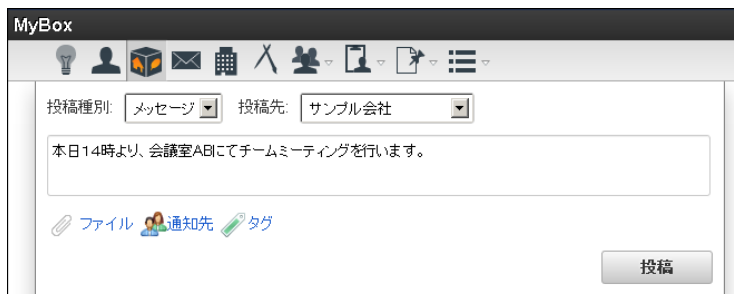 MyBox
投稿種別: メッセージ 投稿先: サンプル会社
本日14時より、会議室ABにてチームミーティングを行います。
ファイル 通知先 タグ
投稿